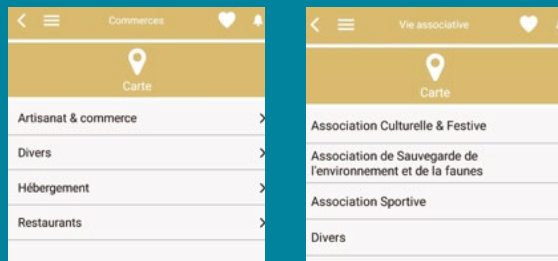 Commerces
Carte
Artisanat & commerce
Divers
Hébergement
Restaurants
Vie associative
Carte
Association Culturelle & Festive
Association de Sauvegarde de
l'environnement et de la faunes
Association Sportive
Divers